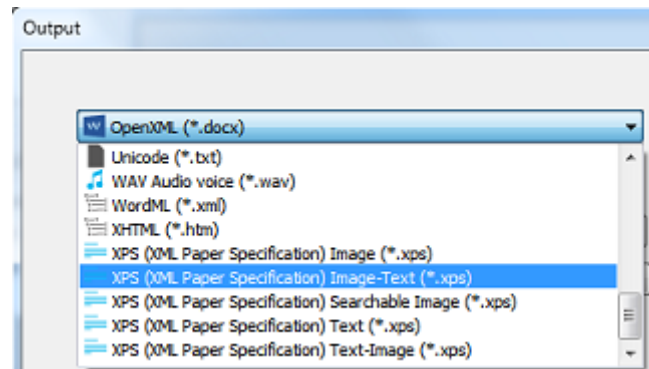 Output
OpenXML (*.docx)
Unicode (*.txt)
WAV Audio voice (*.wav)
WordML (*.xml)
XHTML (*.htm)
XPS (XML Paper Specification) Image (*.xps)
XPS (XML Paper Specification) Image-Text (*.xps)
XPS (XML Paper Specification) Searchable Image (*.xps)
XPS (XML Paper Specification) Text (*.xps)
XPS (XML Paper Specification) Text-Image (*.xps)